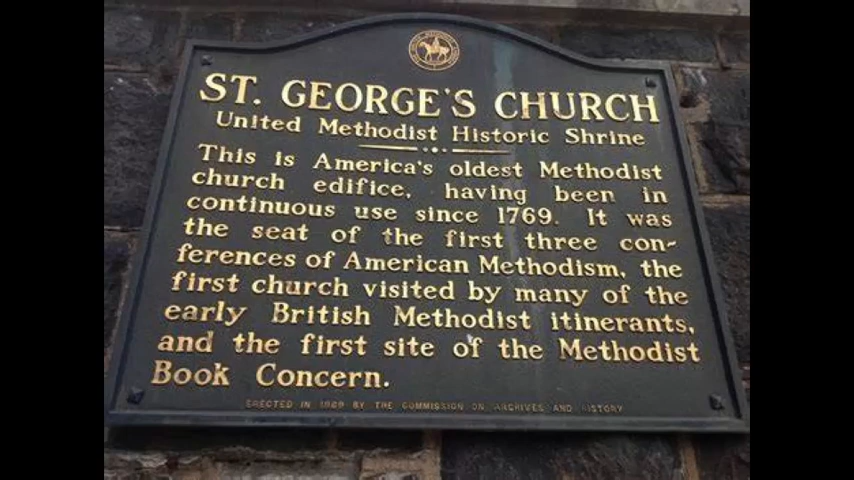 ST. GEORGE'S CHURCH
United Methodist Historic Shrine
This is America's oldest Methodist
church edifice, having been in
continuous use since 1769. It was
the seat of the first three con~
ferences of American Methodism, the
first church visited by many of the
early British Methodist itinerants,
and the first site of the Methodist
Book Concern.
ERECTED IN BY THE COMMISSION ON ARCHIVES AND HISTORY